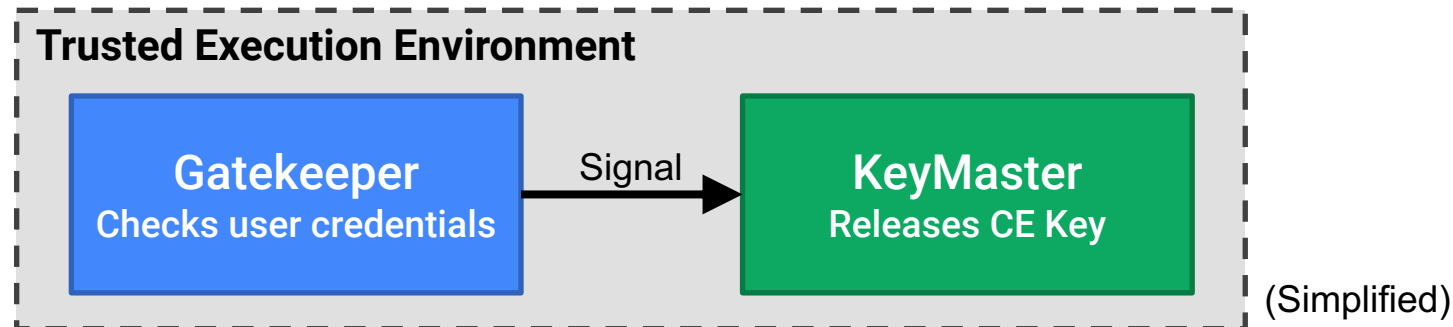 Trusted Execution Environment
Gatekeeper
Checks user credentials
Signal
KeyMaster
Releases CE Key
(Simplified)